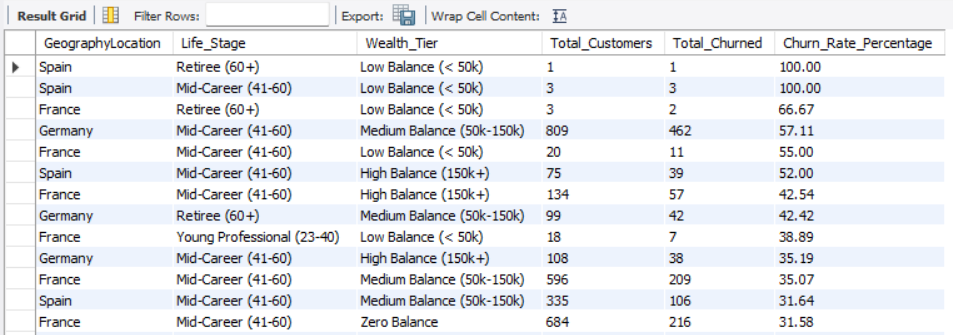 Result Grid Filter Rows: Export: Wrap Cell Content: IA
GeographyLocation Life_Stage Wealth_Tier Total_Customers Total_Churned Churn_Rate_Percentage
Spain Retiree (60+) Low Balance (< 50k) 1 1 100.00
Spain Mid-Career (41-60) Low Balance (< 50k) 3 3 100.00
France Retiree (60+) Low Balance (< 50k) 3 2 66.67
Germany Mid-Career (41-60) Medium Balance (50k-150k) 809 462 57.11
France Mid-Career (41-60) Low Balance (< 50k) 20 11 55.00
Spain Mid-Career (41-60) High Balance (150k+) 75 39 52.00
France Mid-Career (41-60) High Balance (150k+) 134 57 42.54
Germany Retiree (60+) Medium Balance (50k-150k) 99 42 42.42
France Young Professional (23-40) Low Balance (< 50k) 18 7 38.89
Germany Mid-Career (41-60) High Balance (150k+) 108 38 35.19
France Mid-Career (41-60) Medium Balance (50k-150k) 596 209 35.07
Spain Mid-Career (41-60) Medium Balance (50k-150k) 335 106 31.64
France Mid-Career (41-60) Zero Balance 684 216 31.58